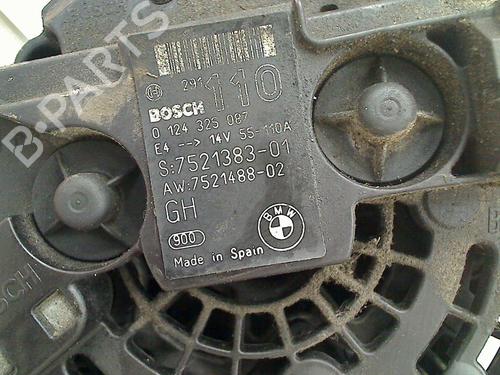 291 110
BOSCH
0 124 325 087
E4 --> 14V 55-110A
S:7521383-01
AW:7521488-02
GH
BMW
900
Made in Spain
B-PARTS